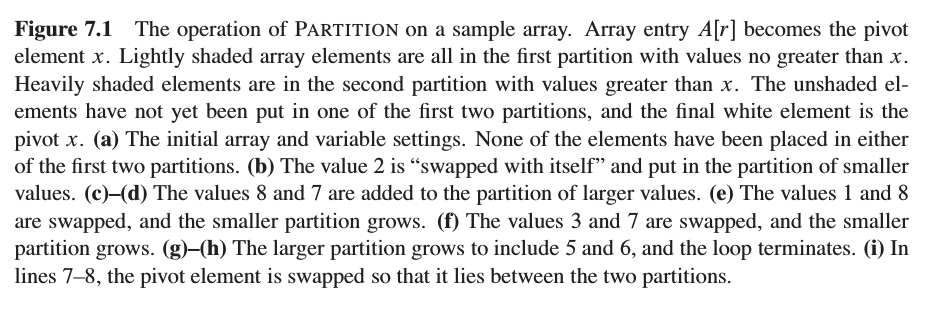 Figure 7.1 The operation of PARTITION on a sample array. Array entry A[r] becomes the pivot
element x. Lightly shaded array elements are all in the first partition with values no greater than x.
Heavily shaded elements are in the second partition with values greater than x. The unshaded el-
ements have not yet been put in one of the first two partitions, and the final white element is the
pivot x. (a) The initial array and variable settings. None of the elements have been placed in either
of the first two partitions. (b) The value 2 is “swapped with itself” and put in the partition of smaller
values. (c)–(d) The values 8 and 7 are added to the partition of larger values. (e) The values 1 and 8
are swapped, and the smaller partition grows. (f) The values 3 and 7 are swapped, and the smaller
partition grows. (g)–(h) The larger partition grows to include 5 and 6, and the loop terminates. (i) In
lines 7–8, the pivot element is swapped so that it lies between the two partitions.